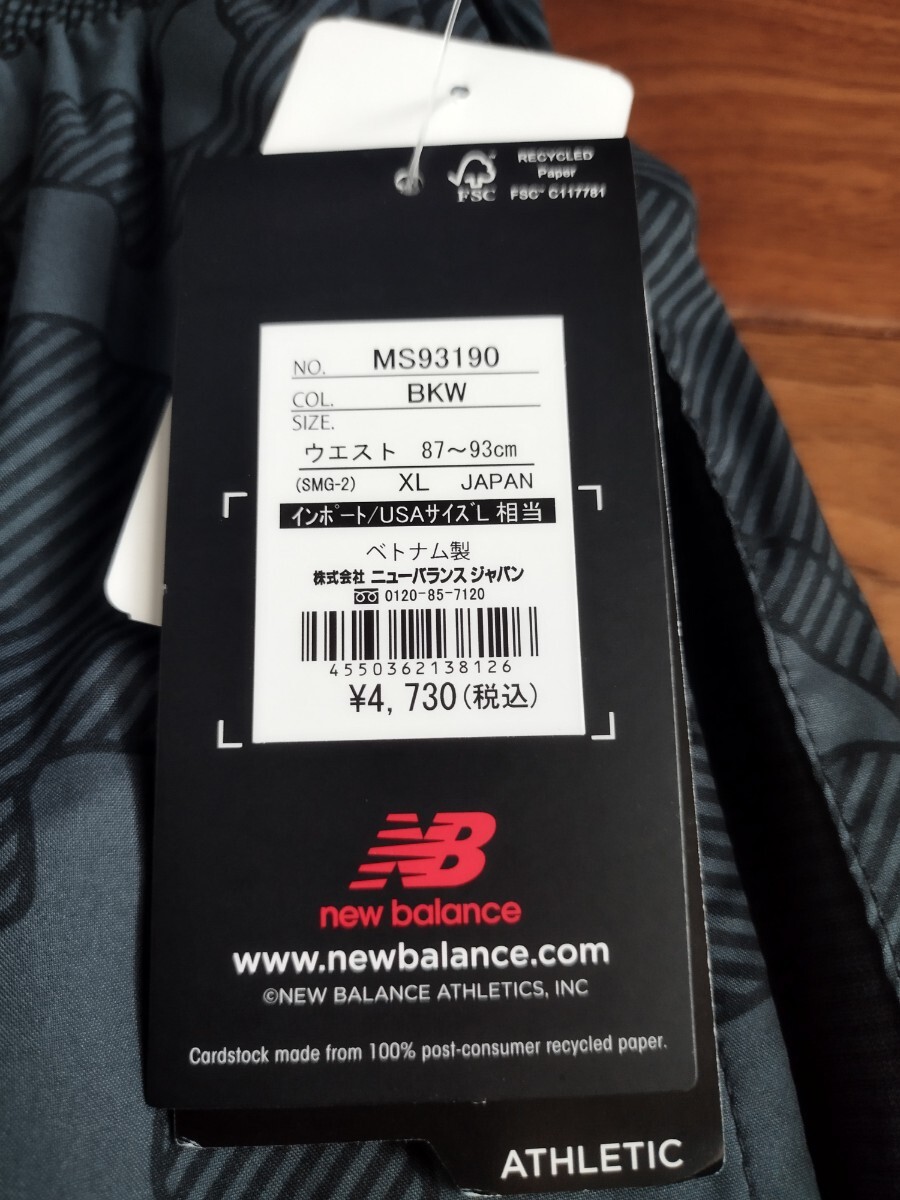 FSC
RECYCLED
Paper
FSC® C117781
NO. MS93190
COL. BKW
SIZE.
ウエスト 87～93cm
(SMG-2) XL JAPAN
インポート/USAサイズL 相当
ベトナム製
株式会社 ニューバランス ジャパン
0120-85-7120
4550362138126
¥4,730(税込)
NB
new balance
www.newbalance.com
©NEW BALANCE ATHLETICS, INC
Cardstock made from 100% post-consumer recycled paper.
ATHLETIC